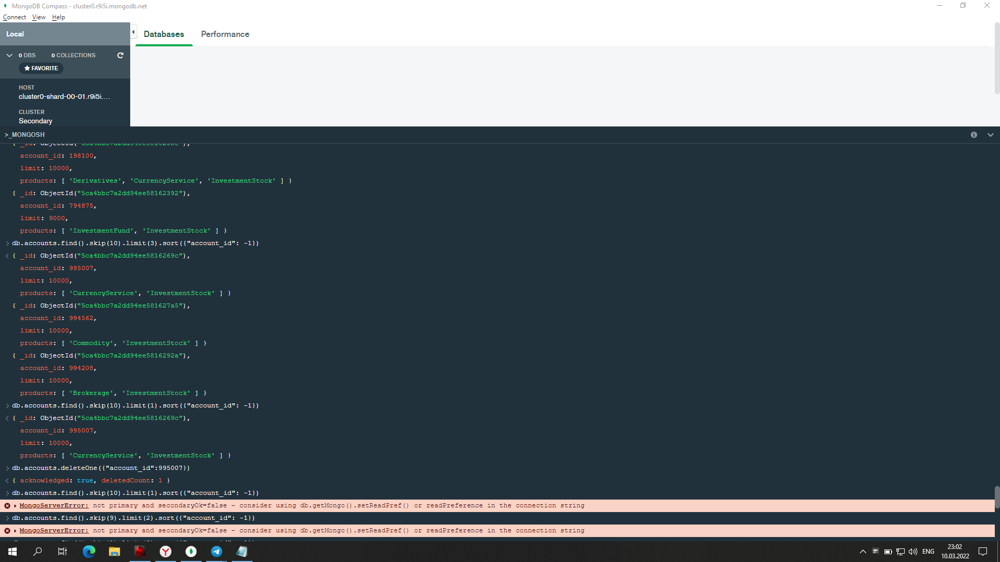 MongoDB Compass - cluster0.r9i5i.mongodb.net
Connect View Help
Local
Databases Performance
0 DBS 0 COLLECTIONS
FAVORITE
HOST
cluster0-shard-00-01.r9i5i....
CLUSTER
Secondary
>_MONGOSH
account_id: 198100,
limit: 10000,
products: [ 'Derivatives', 'CurrencyService', 'InvestmentStock' ] }
{ _id: ObjectId("5ca4bbc7a2dd94ee58162392"),
account_id: 794875,
limit: 9000,
products: [ 'InvestmentFund', 'InvestmentStock' ] }
> db.accounts.find().skip(10).limit(3).sort({"account_id": -1})
< { _id: ObjectId("5ca4bbc7a2dd94ee5816269c"),
account_id: 995007,
limit: 10000,
products: [ 'CurrencyService', 'InvestmentStock' ] }
{ _id: ObjectId("5ca4bbc7a2dd94ee581627a5"),
account_id: 994562,
limit: 10000,
products: [ 'Commodity', 'InvestmentStock' ] }
{ _id: ObjectId("5ca4bbc7a2dd94ee5816292a"),
account_id: 994208,
limit: 10000,
products: [ 'Brokerage', 'InvestmentStock' ] }
> db.accounts.find().skip(10).limit(1).sort({"account_id": -1})
< { _id: ObjectId("5ca4bbc7a2dd94ee5816269c"),
account_id: 995007,
limit: 10000,
products: [ 'CurrencyService', 'InvestmentStock' ] }
> db.accounts.deleteOne({"account_id":995007})
< { acknowledged: true, deletedCount: 1 }
> db.accounts.find().skip(10).limit(1).sort({"account_id": -1})
MongoServerError: not primary and secondaryOk=false - consider using db.getMongo().setReadPref() or readPreference in the connection string
> db.accounts.find().skip(9).limit(2).sort({"account_id": -1})
MongoServerError: not primary and secondaryOk=false - consider using db.getMongo().setReadPref() or readPreference in the connection string
ENG
23:02
10.03.2022